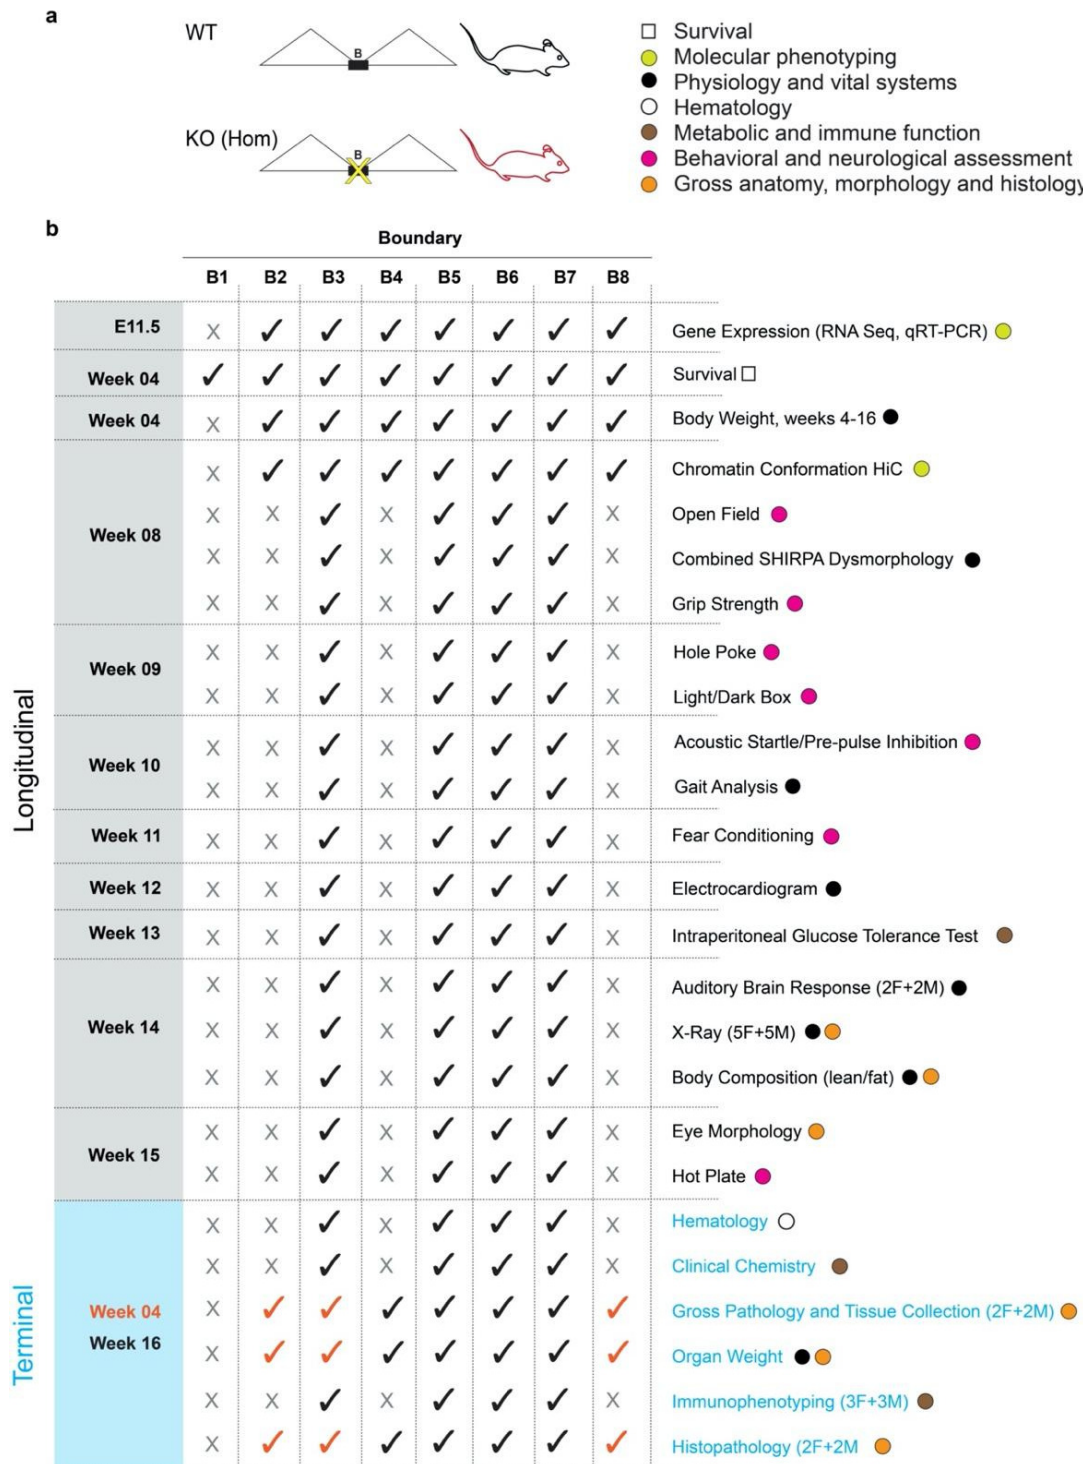 a
WT
B
KO (Hom)
B
Survival
Molecular phenotyping
Physiology and vital systems
Hematology
Metabolic and immune function
Behavioral and neurological assessment
Gross anatomy, morphology and histology
b
Boundary
B1 B2 B3 B4 B5 B6 B7 B8
Longitudinal
E11.5 X ✓ ✓ ✓ ✓ ✓ ✓ ✓ Gene Expression (RNA Seq, qRT-PCR)
Week 04 ✓ ✓ ✓ ✓ ✓ ✓ ✓ ✓ Survival
Week 04 X ✓ ✓ ✓ ✓ ✓ ✓ ✓ Body Weight, weeks 4-16
Week 08
X ✓ ✓ ✓ ✓ ✓ ✓ ✓ Chromatin Conformation HiC
X X ✓ X ✓ ✓ ✓ X Open Field
X X ✓ X ✓ ✓ ✓ X Combined SHIRPA Dysmorphology
X X ✓ X ✓ ✓ ✓ X Grip Strength
Week 09
X X ✓ X ✓ ✓ ✓ X Hole Poke
X X ✓ X ✓ ✓ ✓ X Light/Dark Box
Week 10
X X ✓ X ✓ ✓ ✓ X Acoustic Startle/Pre-pulse Inhibition
X X ✓ X ✓ ✓ ✓ X Gait Analysis
Week 11 X X ✓ X ✓ ✓ ✓ X Fear Conditioning
Week 12 X X ✓ X ✓ ✓ ✓ X Electrocardiogram
Week 13 X X ✓ X ✓ ✓ ✓ X Intraperitoneal Glucose Tolerance Test
Week 14
X X ✓ X ✓ ✓ ✓ X Auditory Brain Response (2F+2M)
X X ✓ X ✓ ✓ ✓ X X-Ray (5F+5M)
X X ✓ X ✓ ✓ ✓ X Body Composition (lean/fat)
Week 15
X X ✓ X ✓ ✓ ✓ X Eye Morphology
X X ✓ X ✓ ✓ ✓ X Hot Plate
Terminal
Week 04
Week 16
X X ✓ X ✓ ✓ ✓ X Hematology
X X ✓ X ✓ ✓ ✓ X Clinical Chemistry
X ✓ ✓ ✓ ✓ ✓ ✓ ✓ Gross Pathology and Tissue Collection (2F+2M)
X ✓ ✓ ✓ ✓ ✓ ✓ ✓ Organ Weight
X X ✓ X ✓ ✓ ✓ X Immunophenotyping (3F+3M)
X ✓ ✓ ✓ ✓ ✓ ✓ ✓ Histopathology (2F+2M